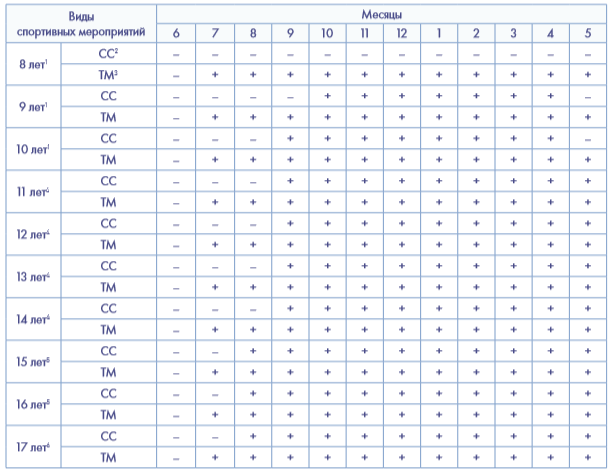 Виды спортивных мероприятий Месяцы
6 7 8 9 10 11 12 1 2 3 4 5
8 лет¹ СС² – – – – – – – – – – – –
ТМ³ – + + + + + + + + + + +
9 лет¹ СС – – – – + + + + + + + –
ТМ – + + + + + + + + + + +
10 лет¹ СС – – – + + + + + + + + –
ТМ – + + + + + + + + + + +
11 лет⁴ СС – – – + + + + + + + + +
ТМ – + + + + + + + + + + +
12 лет⁴ СС – – – + + + + + + + + +
ТМ – + + + + + + + + + + +
13 лет⁴ СС – – – + + + + + + + + +
ТМ – + + + + + + + + + + +
14 лет⁴ СС – – – + + + + + + + + +
ТМ – + + + + + + + + + + +
15 лет⁵ СС – – + + + + + + + + + +
ТМ – + + + + + + + + + + +
16 лет⁵ СС – – + + + + + + + + + +
ТМ – + + + + + + + + + + +
17 лет⁶ СС – – + + + + + + + + + +
ТМ – + + + + + + + + + + +